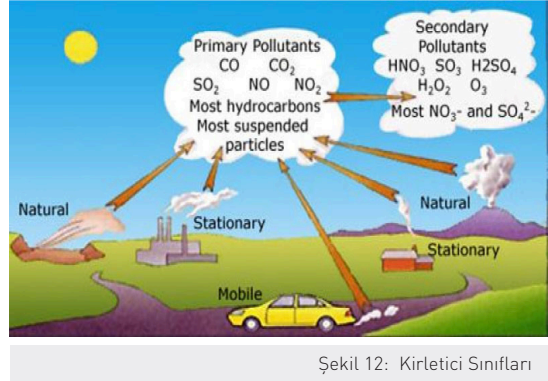 Primary Pollutants
CO CO₂
SO₂ NO NO₂
Most hydrocarbons
Most suspended
particles
Secondary
Pollutants
HNO₃ SO₃ H2SO₄
H₂O₂ O₃
Most NO₃- and SO₄²-
Natural
Stationary
Natural
Stationary
Mobile
Şekil 12: Kirletici Sınıfları